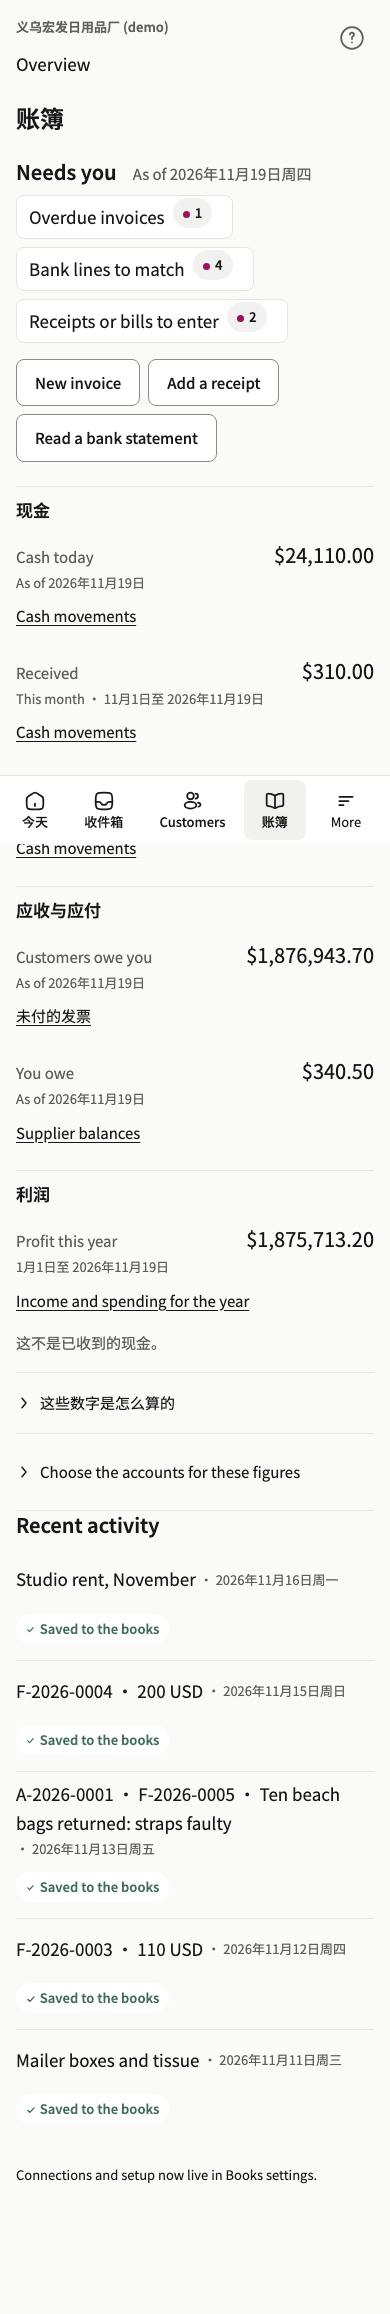 义乌宏发日用品厂 (demo)
Overview
账簿
Needs you As of 2026年11月19日周四
Overdue invoices 1
Bank lines to match 4
Receipts or bills to enter 2
New invoice Add a receipt
Read a bank statement
现金
Cash today $24,110.00
As of 2026年11月19日
Cash movements
Received $310.00
This month · 11月1日至 2026年11月19日
Cash movements
今天 收件箱 Customers 账簿 More
Cash movements
应收与应付
Customers owe you $1,876,943.70
As of 2026年11月19日
未付的发票
You owe $340.50
As of 2026年11月19日
Supplier balances
利润
Profit this year $1,875,713.20
1月1日至 2026年11月19日
Income and spending for the year
这不是已收到的现金。
这些数字是怎么算的
Choose the accounts for these figures
Recent activity
Studio rent, November · 2026年11月16日周一
Saved to the books
F-2026-0004 · 200 USD · 2026年11月15日周日
Saved to the books
A-2026-0001 · F-2026-0005 · Ten beach
bags returned: straps faulty
· 2026年11月13日周五
Saved to the books
F-2026-0003 · 110 USD · 2026年11月12日周四
Saved to the books
Mailer boxes and tissue · 2026年11月11日周三
Saved to the books
Connections and setup now live in Books settings.